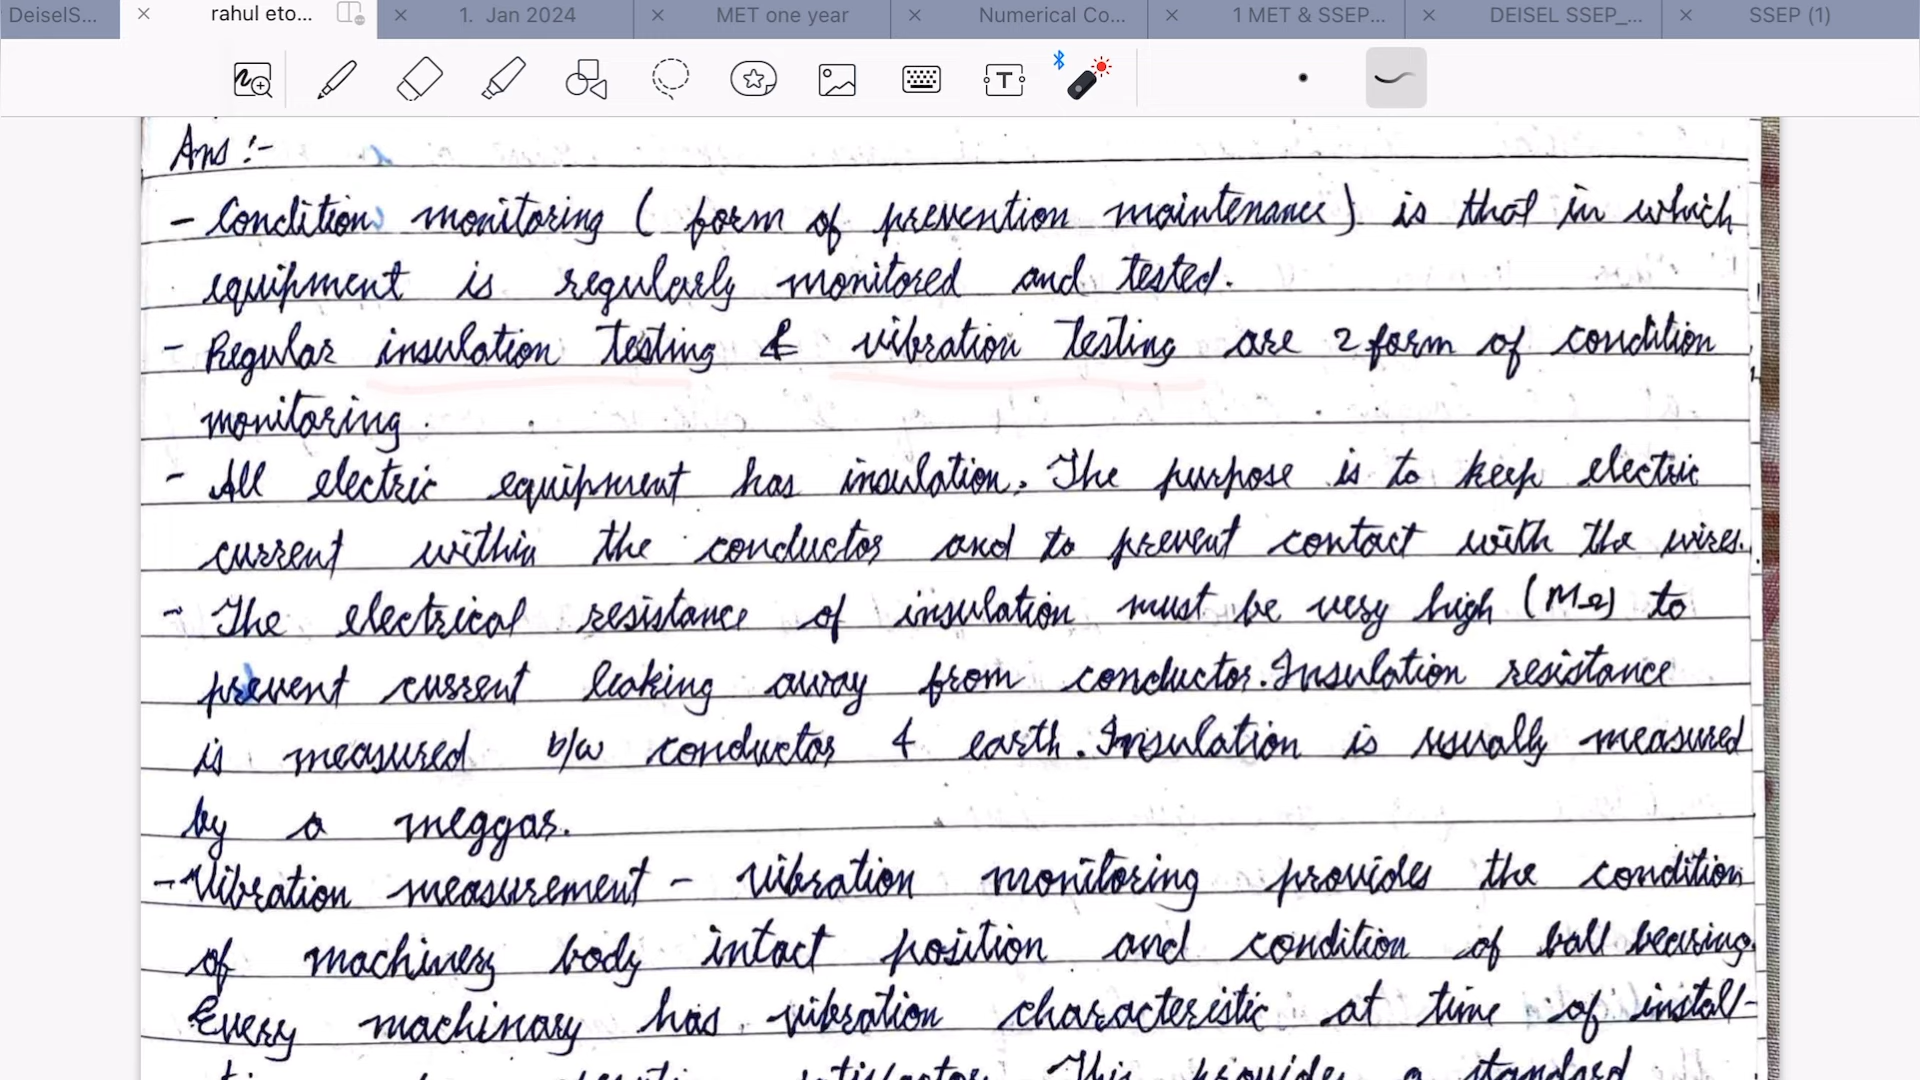 DeiselS...
rahul eto...
1. Jan 2024
MET one year
Numerical Co...
1 MET & SSEP...
DEISEL SSEP_...
SSEP (1)
Ans :-
- Condition monitoring ( form of prevention maintenance) is that in which
equipment is regularly monitored and tested.
- Regular insulation testing & vibration testing are 2 form of condition
monitoring.
- All electric equipment has insulation. The purpose is to keep electric
current within the conductor and to prevent contact with the wires.
- The electrical resistance of insulation must be very high (MΩ) to
prevent current leaking away from conductor. Insulation resistance
is measured b/w conductor & earth. Insulation is usually measured
by a meggar.
- Vibration measurement - vibration monitoring provides the condition
of machinery body intact position and condition of ball bearing.
Every machinary has vibration characteristic at time of install-
This provides a standard